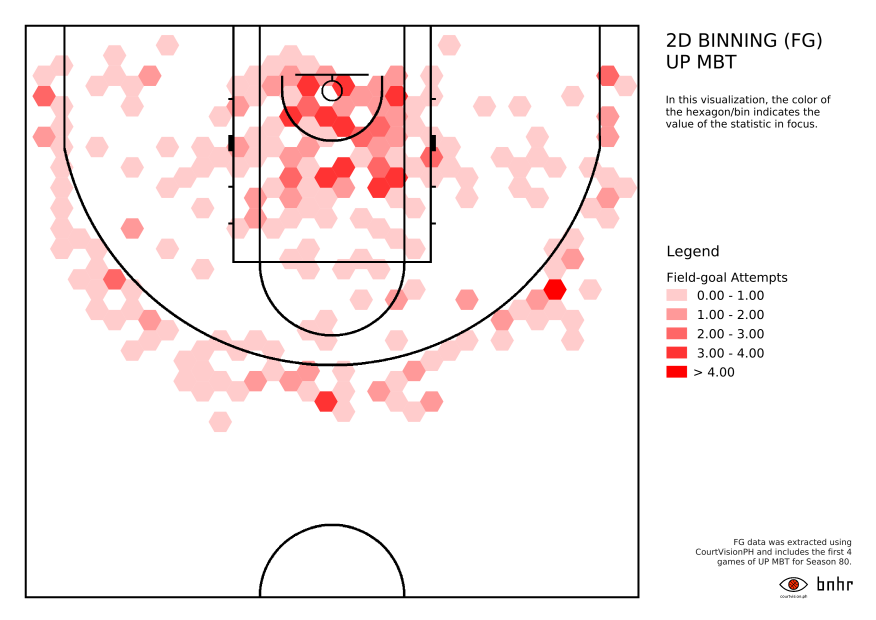 2D BINNING (FG)
UP MBT
In this visualization, the color of
the hexagon/bin indicates the
value of the statistic in focus.
Legend
Field-goal Attempts
0.00 - 1.00
1.00 - 2.00
2.00 - 3.00
3.00 - 4.00
> 4.00
FG data was extracted using
CourtVisionPH and includes the first 4
games of UP MBT for Season 80.
courtvision.ph
bnhr